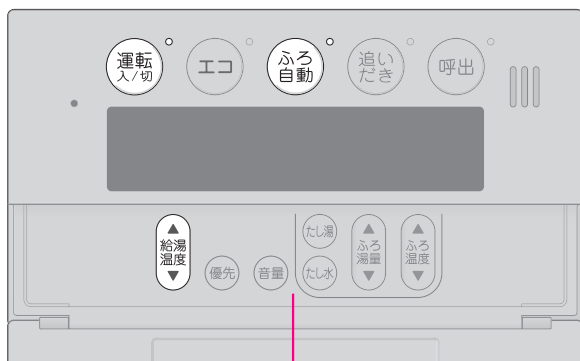 運転
入/切
エコ
ふろ
自動
追い
だき
呼出
給湯
温度
優先
音量
たし湯
たし水
ふろ
湯量
ふろ
温度